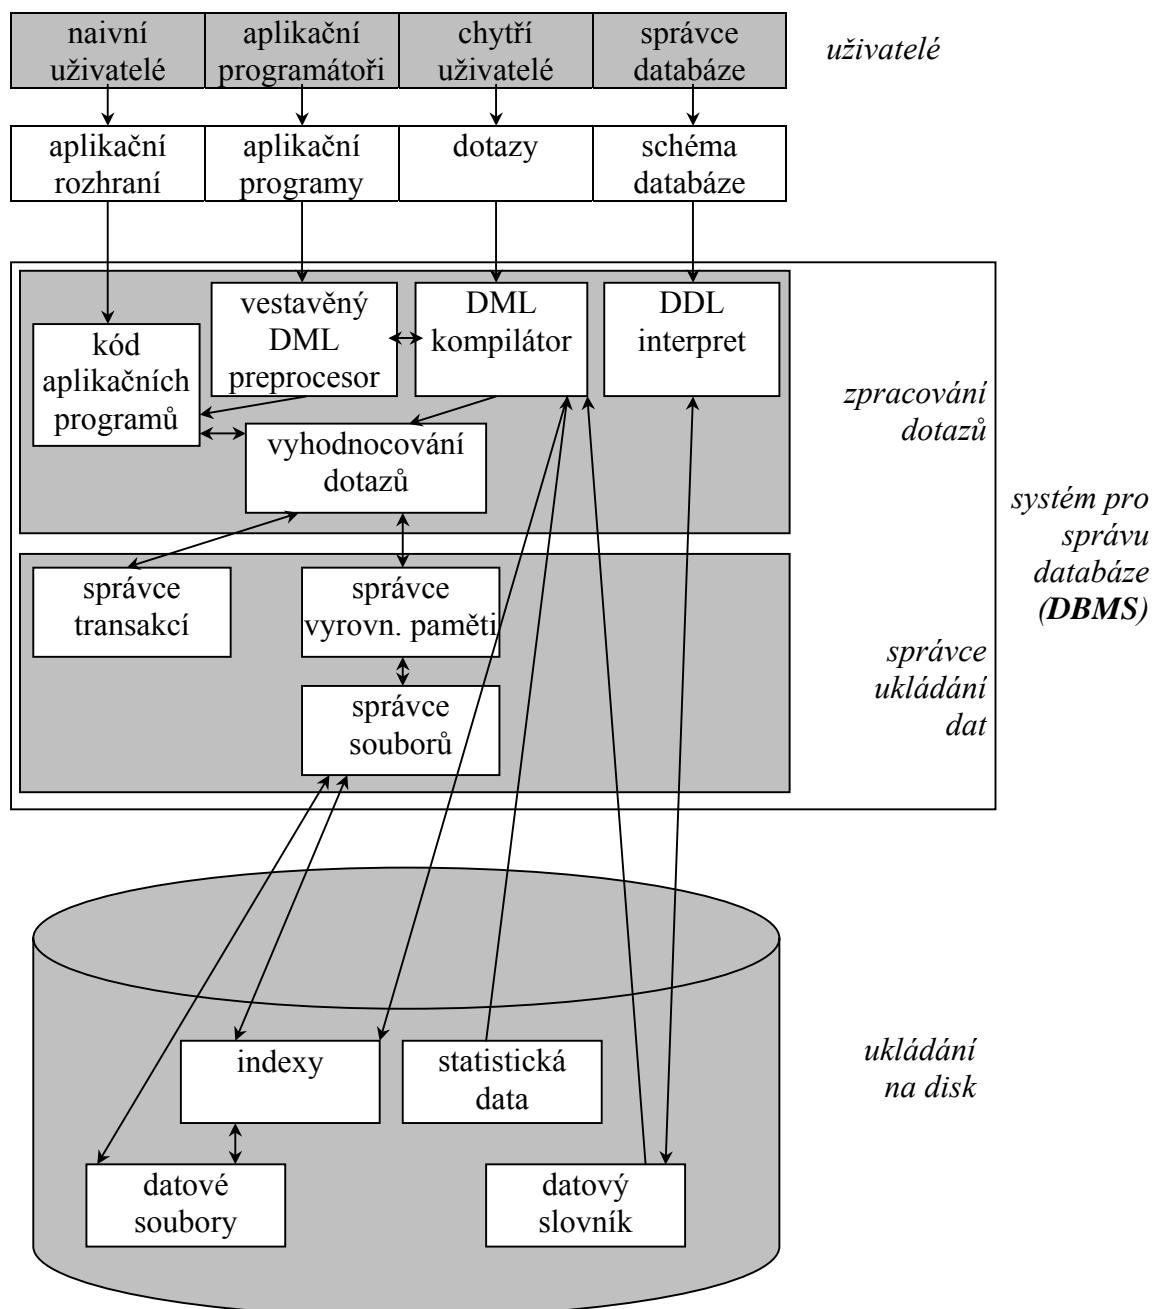 naivní
uživatelé
aplikační
programátoři
chytří
uživatelé
správce
databáze
uživatelé
aplikační
rozhraní
aplikační
programy
dotazy
schéma
databáze
vestavěný
DML
preprocesor
DML
kompilátor
DDL
interpret
kód
aplikačních
programů
vyhodnocování
dotazů
zpracování
dotazů
systém pro
správu
databáze
(DBMS)
správce
transakcí
správce
vyrovn. paměti
správce
souborů
správce
ukládání
dat
indexy
statistická
data
ukládání
na disk
datové
soubory
datový
slovník